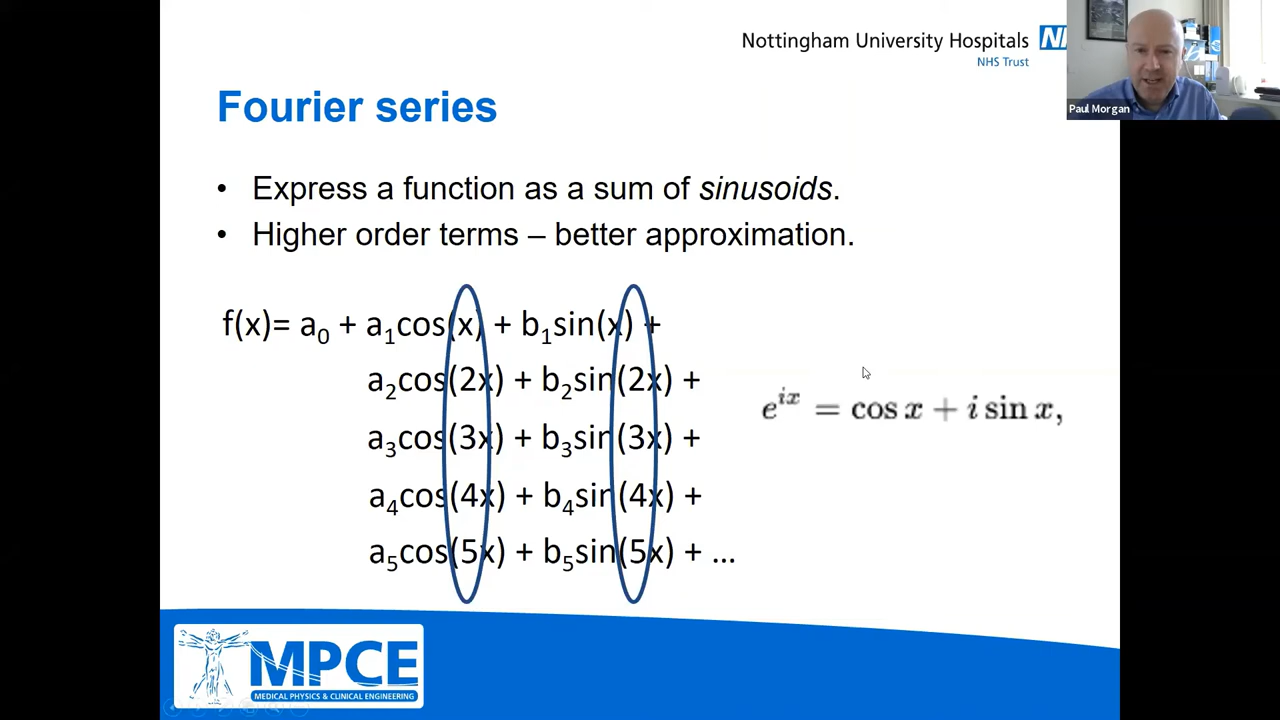 Nottingham University Hospitals
NHS Trust
Paul Morgan
Fourier series
• Express a function as a sum of sinusoids.
• Higher order terms – better approximation.
f(x)= a₀ + a₁cos(x) + b₁sin(x) +
a₂cos(2x) + b₂sin(2x) +
a₃cos(3x) + b₃sin(3x) +
a₄cos(4x) + b₄sin(4x) +
a₅cos(5x) + b₅sin(5x) + ...
e^{ix} = cos x + i sin x,
MPCE
MEDICAL PHYSICS & CLINICAL ENGINEERING